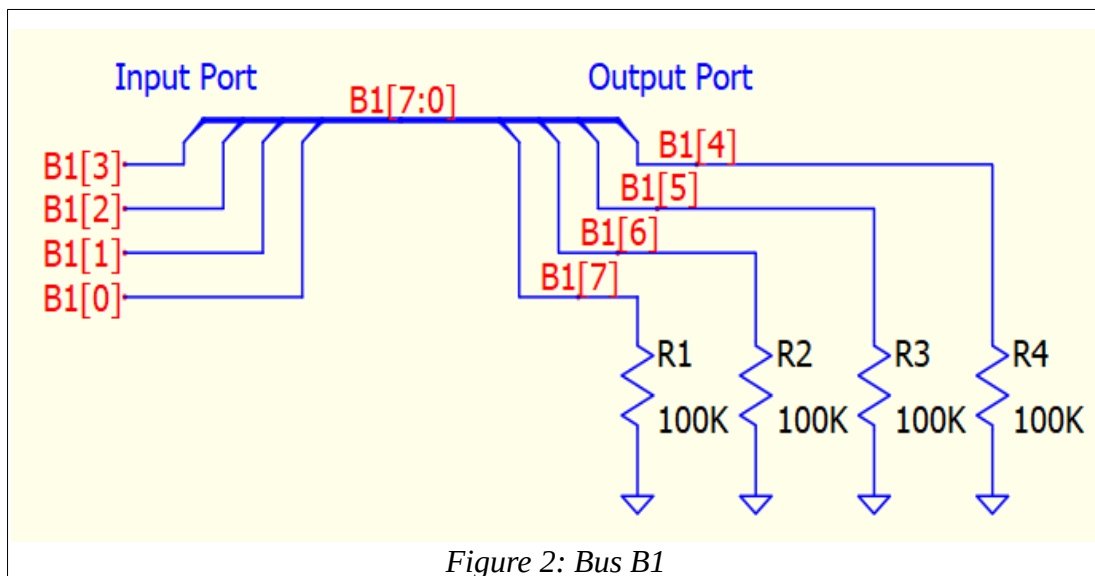 Input Port
Output Port
B1[7:0]
B1[3]
B1[4]
B1[2]
B1[5]
B1[1]
B1[6]
B1[0]
B1[7]
R1
R2
R3
R4
100K
100K
100K
100K
Figure 2: Bus B1